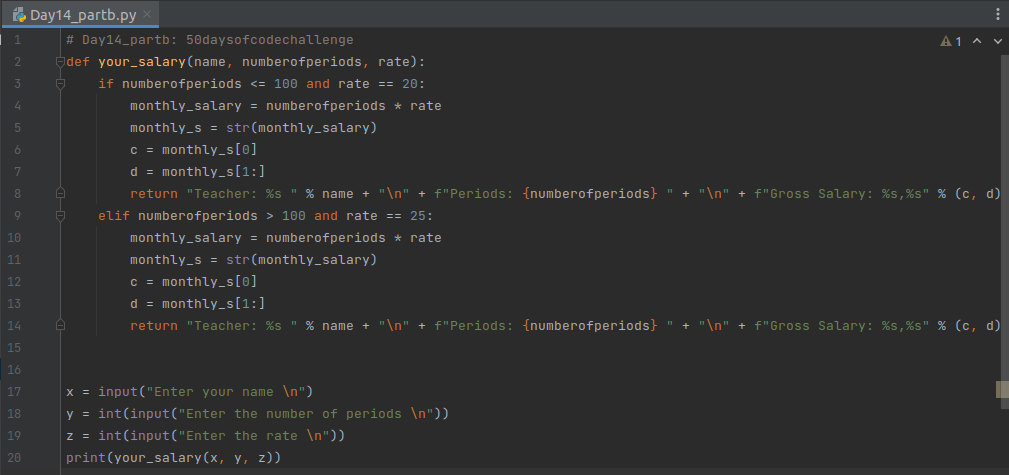 Day14_partb.py
1 # Day14_partb: 50daysofcodechallenge
1
2 def your_salary(name, numberofperiods, rate):
3     if numberofperiods <= 100 and rate == 20:
4         monthly_salary = numberofperiods * rate
5         monthly_s = str(monthly_salary)
6         c = monthly_s[0]
7         d = monthly_s[1:]
8         return "Teacher: %s " % name + "\n" + f"Periods: {numberofperiods} " + "\n" + f"Gross Salary: %s,%s" % (c, d)
9     elif numberofperiods > 100 and rate == 25:
10         monthly_salary = numberofperiods * rate
11         monthly_s = str(monthly_salary)
12         c = monthly_s[0]
13         d = monthly_s[1:]
14         return "Teacher: %s " % name + "\n" + f"Periods: {numberofperiods} " + "\n" + f"Gross Salary: %s,%s" % (c, d)
15
16
17 x = input("Enter your name \n")
18 y = int(input("Enter the number of periods \n"))
19 z = int(input("Enter the rate \n"))
20 print(your_salary(x, y, z))